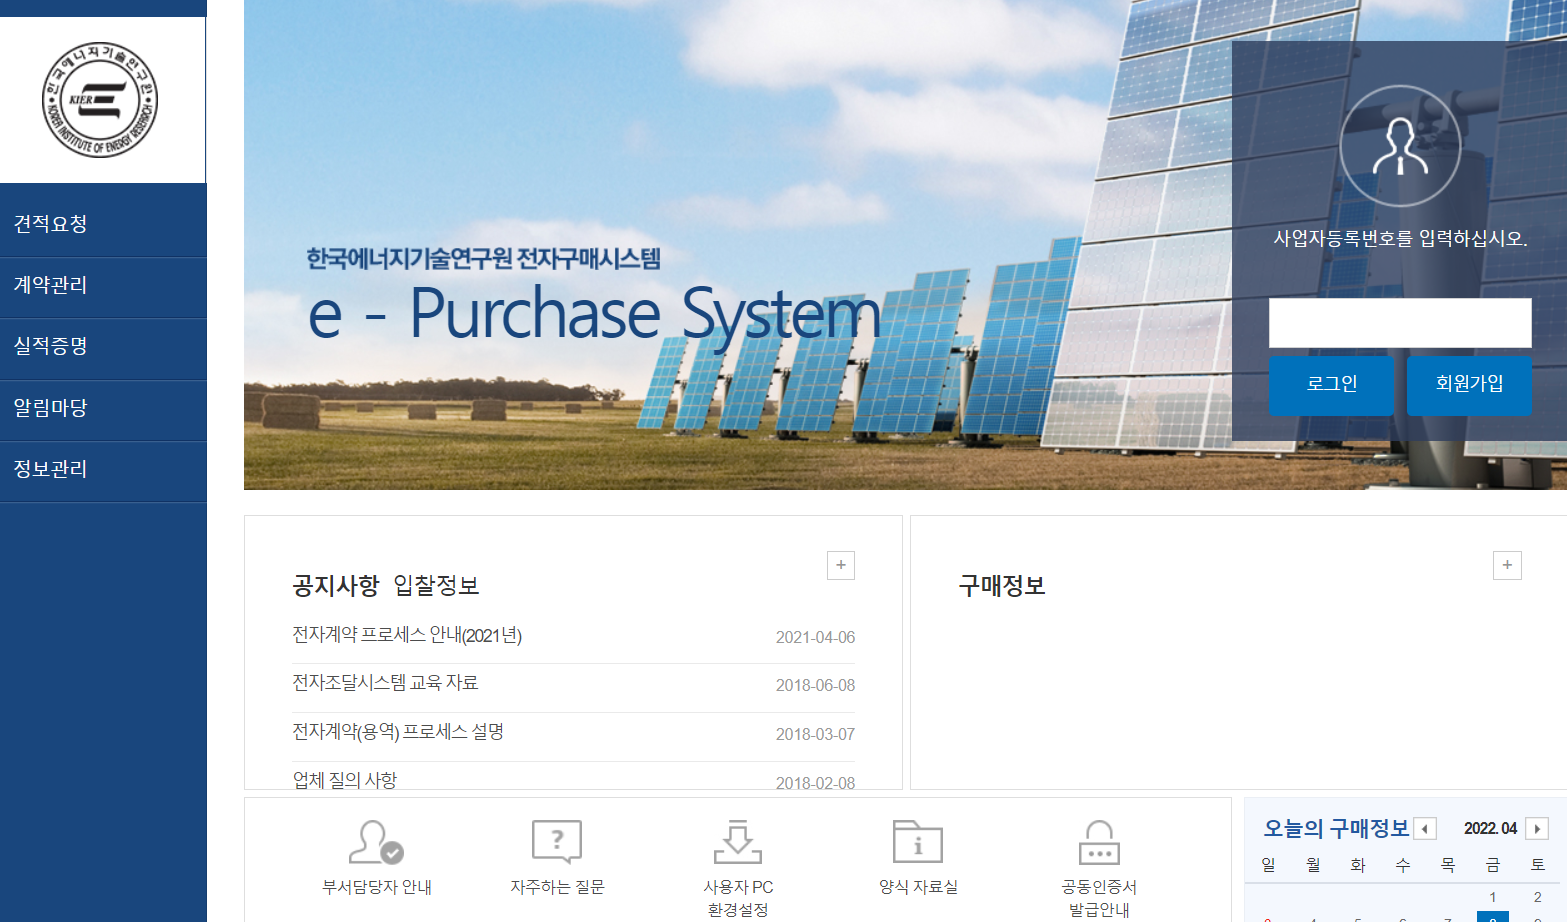 한국에너지기술연구원
KIER
KOREA INSTITUTE OF ENERGY RESEARCH
견적요청
계약관리
실적증명
알림마당
정보관리
한국에너지기술연구원 전자구매시스템
e - Purchase System
사업자등록번호를 입력하십시오.
로그인 회원가입
공지사항 입찰정보 +
전자계약 프로세스 안내(2021년) 2021-04-06
전자조달시스템 교육 자료 2018-06-08
전자계약(용역) 프로세스 설명 2018-03-07
업체 질의 사항 2018-02-08
구매정보 +
부서담당자 안내
자주하는 질문
사용자 PC
환경설정
양식 자료실
공동인증서
발급안내
오늘의 구매정보 2022.04
일 월 화 수 목 금 토
1 2